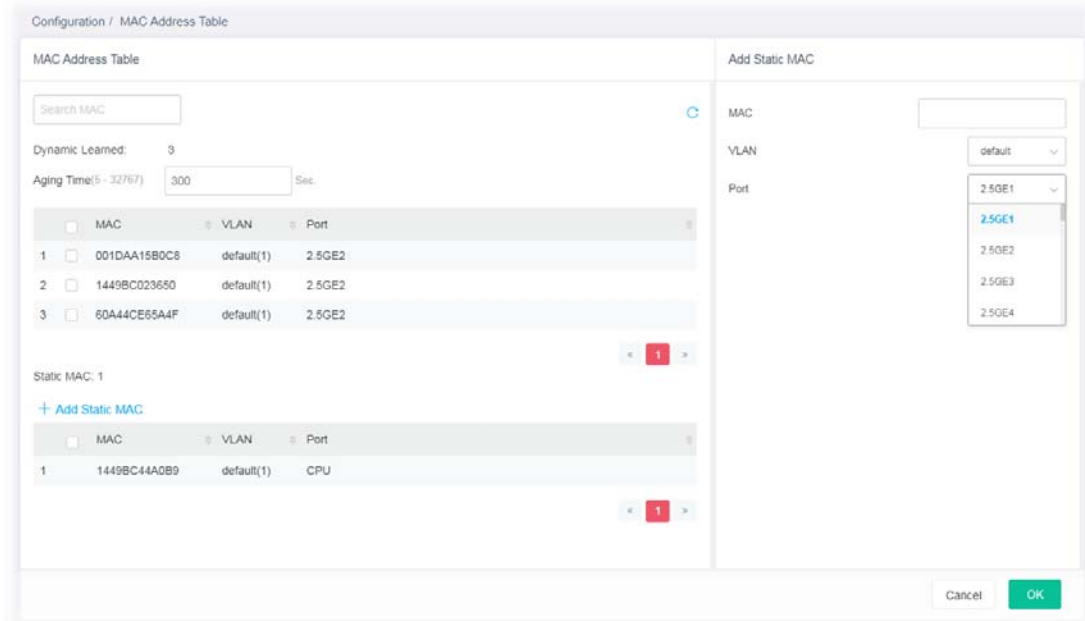 Configuration / MAC Address Table
MAC Address Table
Search MAC
Dynamic Learned: 3
Aging Time(5 - 32767) 300 Sec.
MAC VLAN Port
1 001DAA15B0C8 default(1) 2.5GE2
2 1449BC023650 default(1) 2.5GE2
3 60A44CE65A4F default(1) 2.5GE2
« 1 »
Static MAC: 1
+ Add Static MAC
MAC VLAN Port
1 1449BC44A0B9 default(1) CPU
« 1 »
Add Static MAC
MAC
VLAN default
Port 2.5GE1
2.5GE1
2.5GE2
2.5GE3
2.5GE4
Cancel OK